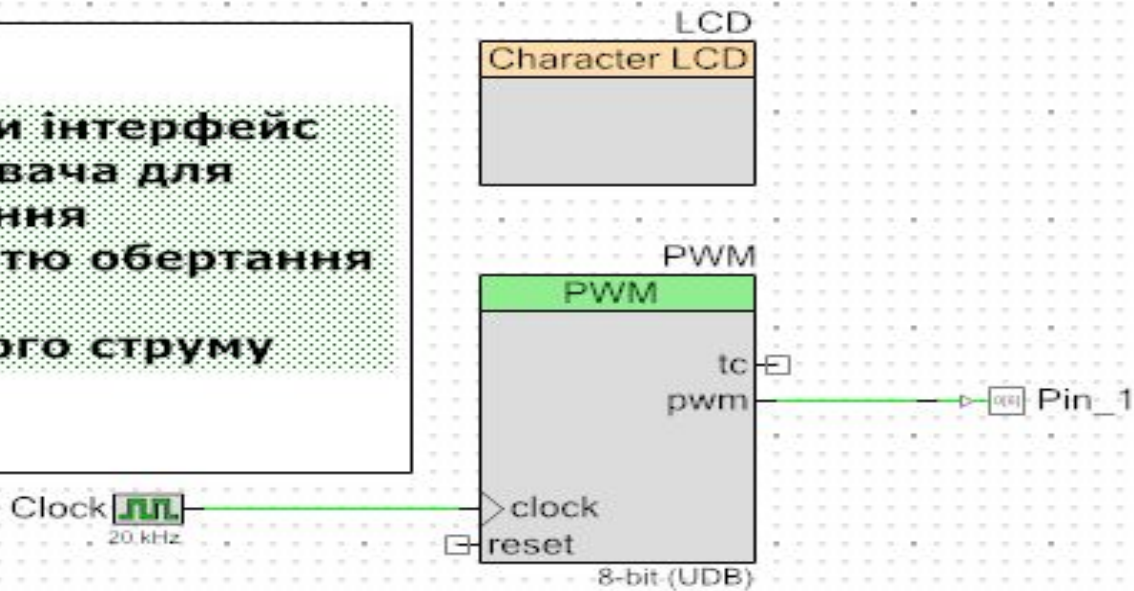 и інтерфейс
вача для
ння
тю обертання
ого струму
LCD
Character LCD
PWM
PWM
tc
pwm
Pin_1
Clock
20 kHz
clock
reset
8-bit (UDB)